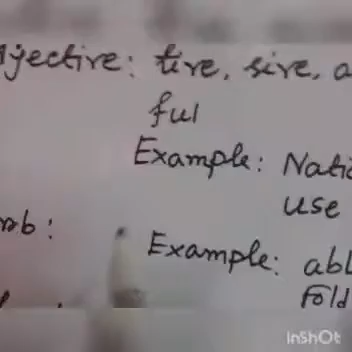 jective: tive, sive, a
ful
Example: Natio
use
rb:
Example: abl
Fold
InShOt